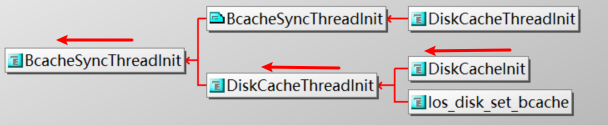 BcacheSyncThreadInit
DiskCacheThreadInit
BcacheSyncThreadInit
DiskCacheInit
DiskCacheThreadInit
los_disk_set_bcache